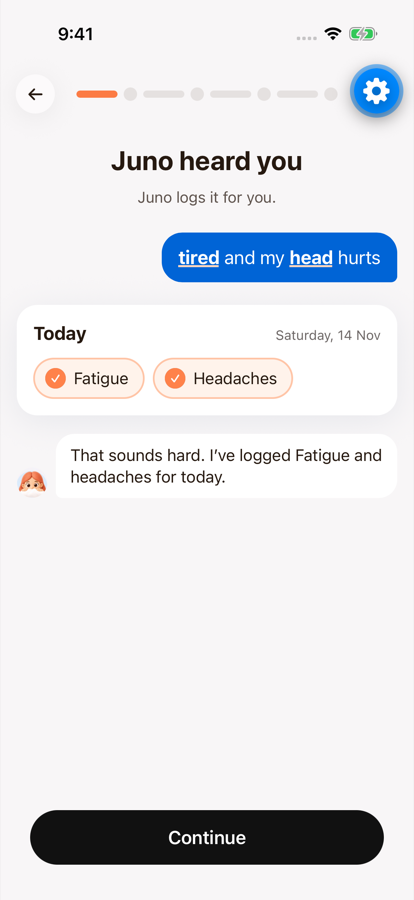 9:41
Juno heard you
Juno logs it for you.
tired and my head hurts
Today
Saturday, 14 Nov
Fatigue
Headaches
That sounds hard. I’ve logged Fatigue and
headaches for today.
Continue